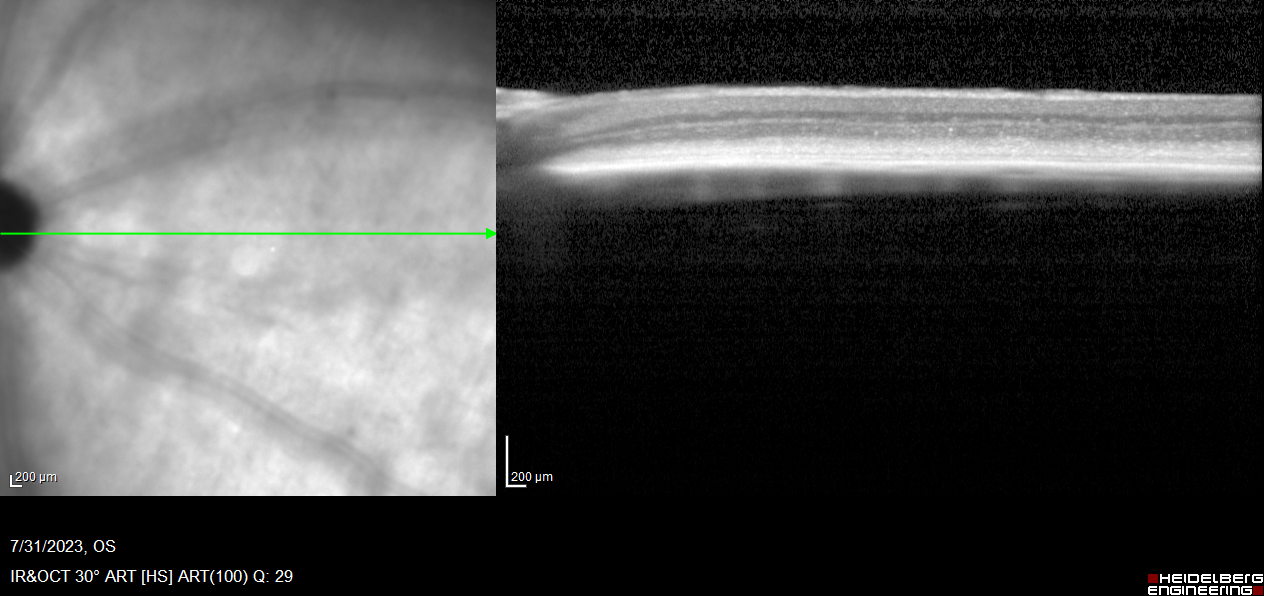 200 µm
200 µm
7/31/2023, OS
IR&OCT 30° ART [HS] ART(100) Q: 29
HEIDELBERG
ENGINEERING